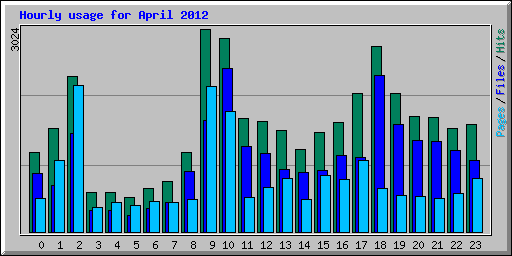 Hourly usage for April 2012
3024
Pages/Files/Hits
0 1 2 3 4 5 6 7 8 9 10 11 12 13 14 15 16 17 18 19 20 21 22 23